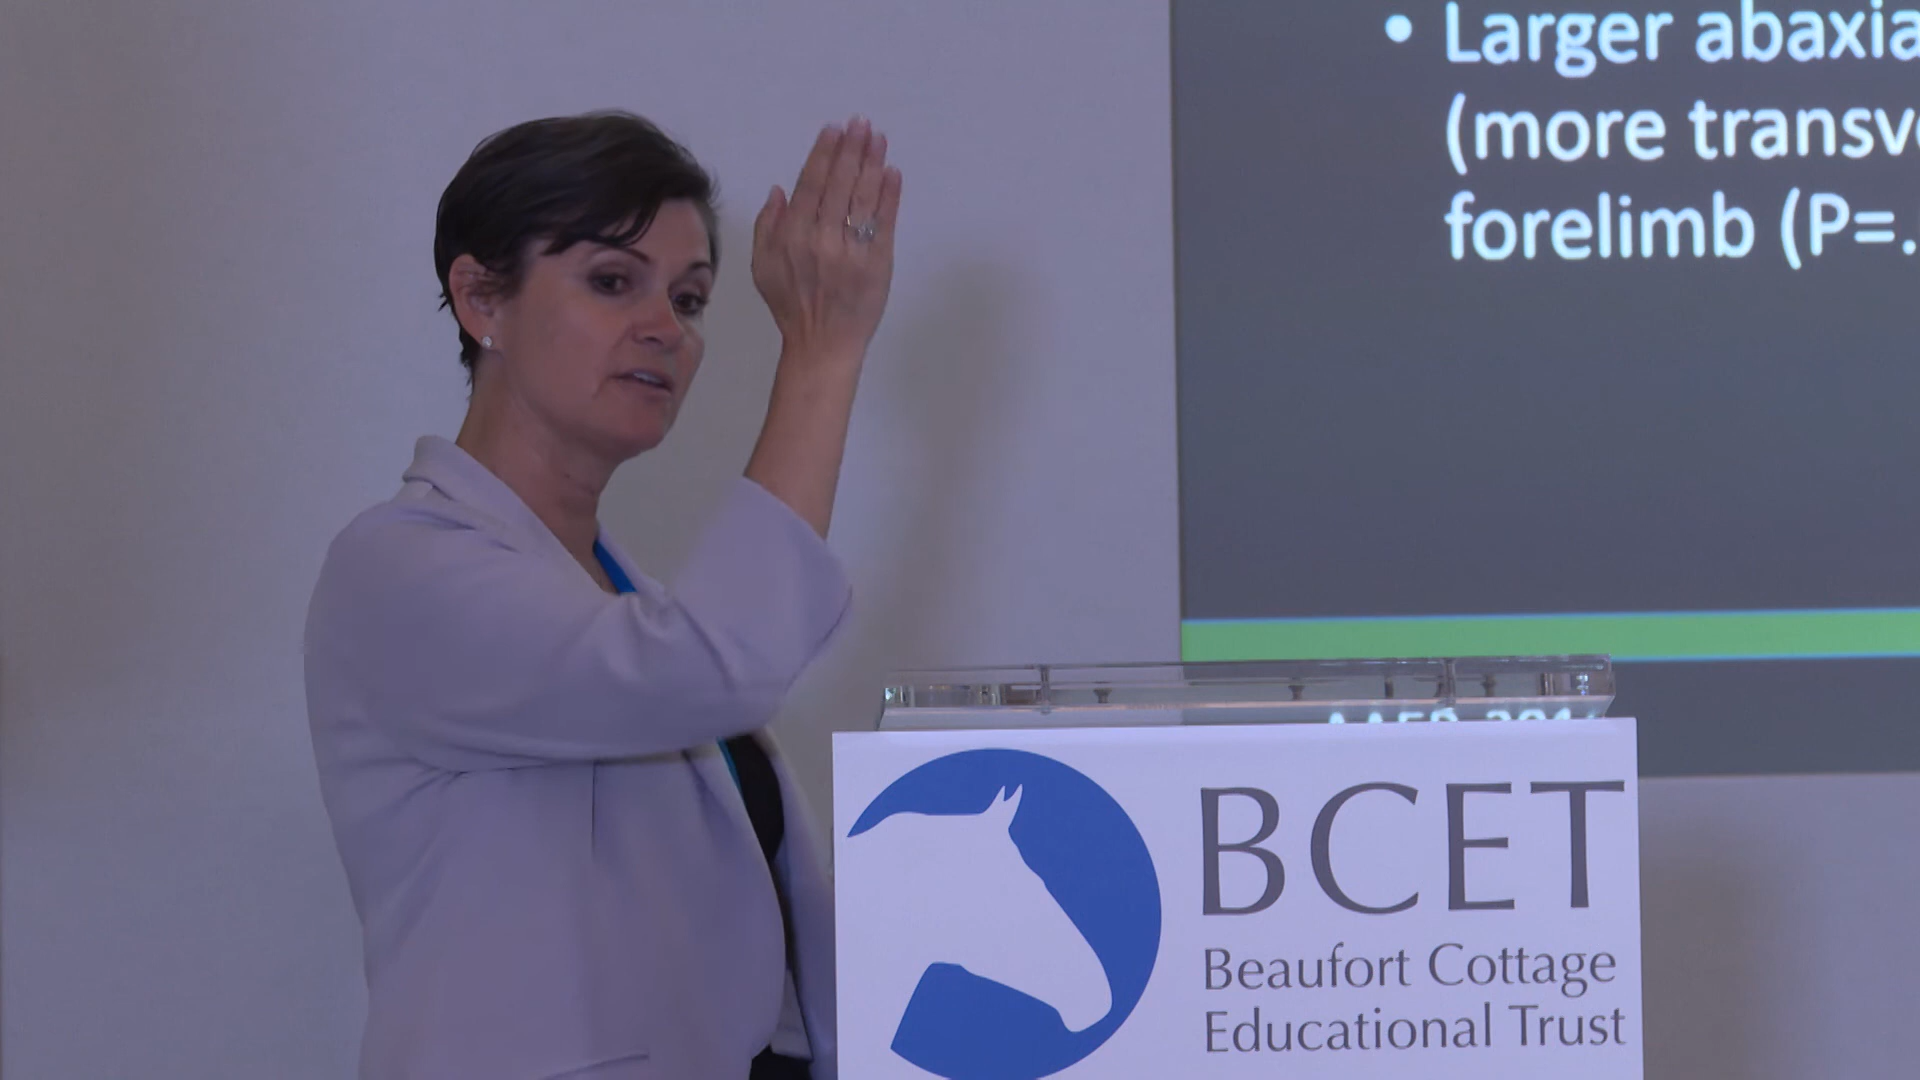 • Larger abaxia
(more transv
forelimb (P=.
BCET
Beaufort Cottage
Educational Trust